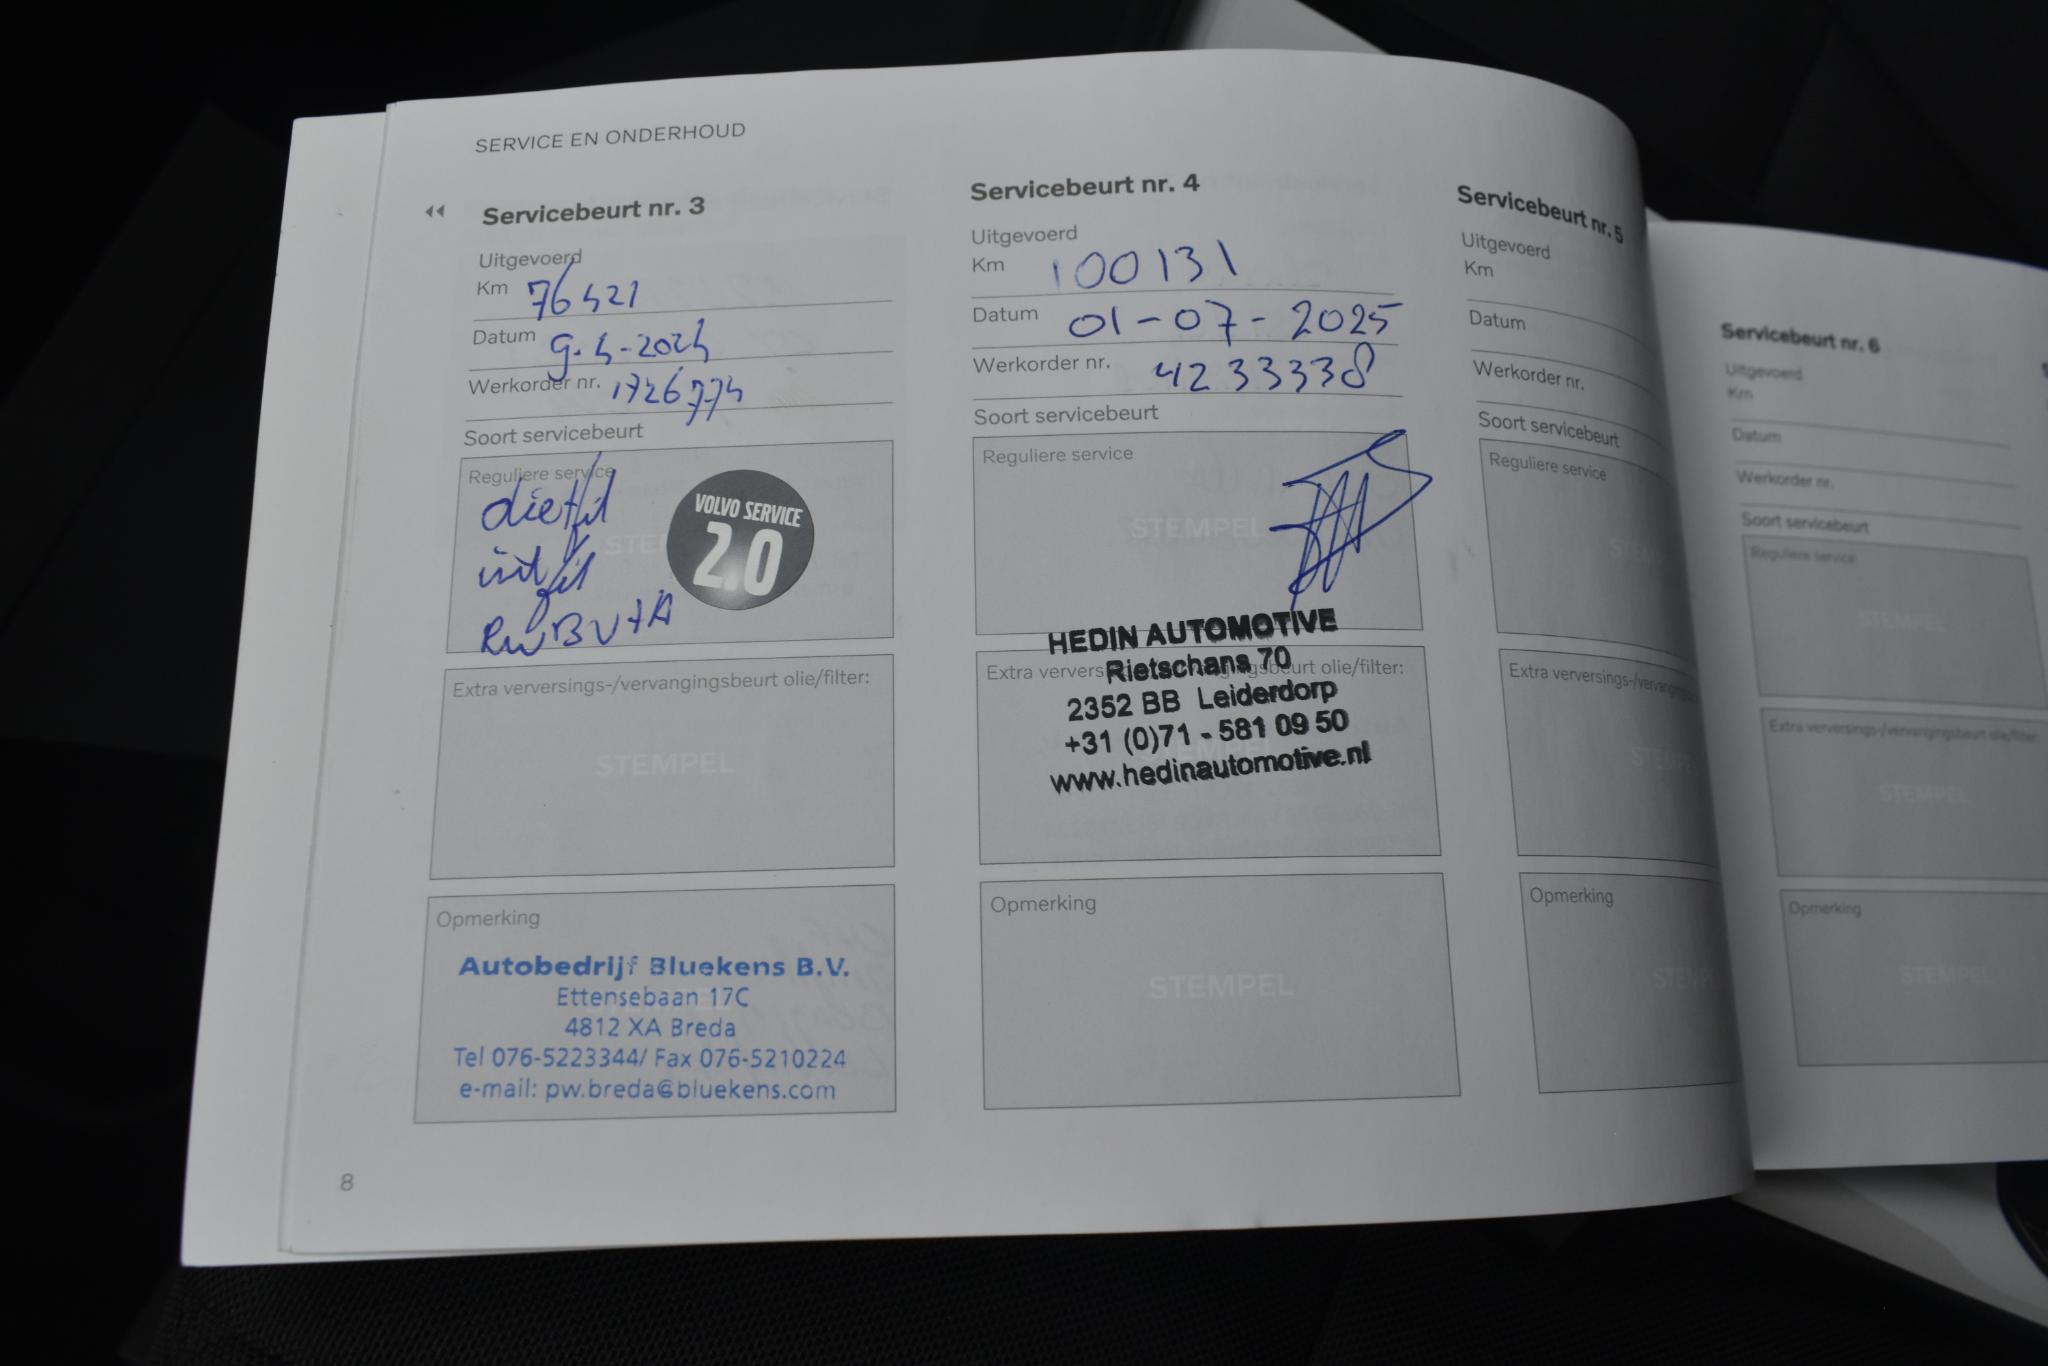 SERVICE EN ONDERHOUD
Servicebeurt nr. 3
Uitgevoerd
Km 76421
Datum 9-4-2024
Werkorder nr. 1726774
Soort servicebeurt
Reguliere service
VOLVO SERVICE
2.0
Extra verversings-/vervangingsbeurt olie/filter:
STEMPEL
Opmerking
Autobedrijf Bluekens B.V.
Ettensebaan 17C
4812 XA Breda
Tel 076-5223344/ Fax 076-5210224
e-mail: pw.breda@bluekens.com
8
Servicebeurt nr. 4
Uitgevoerd
Km 100131
Datum 01-07-2025
Werkorder nr. 4233338
Soort servicebeurt
Reguliere service
STEMPEL
HEDIN AUTOMOTIVE
Rietschans 70
2352 BB Leiderdorp
+31 (0)71 - 581 09 50
www.hedinautomotive.nl
Extra verversings-/vervangingsbeurt olie/filter:
STEMPEL
Opmerking
STEMPEL
Servicebeurt nr. 5
Uitgevoerd
Km
Datum
Werkorder nr.
Soort servicebeurt
Reguliere service
Extra verversings-/
Opmerking
Servicebeurt nr. 6
Uitgevoerd
Km
Datum
Werkorder nr.
Soort servicebeurt
Reguliere service
STEMPEL
Extra verversings-/vervangingsbeurt olie/filter:
STEMPEL
Opmerking
STEMPEL